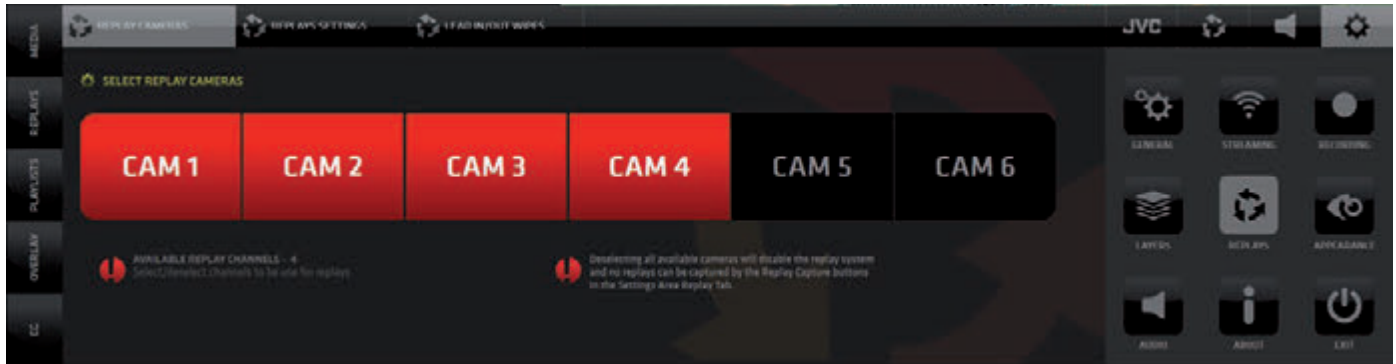 MEDIA
REPLAYS
PLAYLISTS
OVERLAY
CC
REPLAY CAMERAS
REPLAYS SETTINGS
LEAD IN/OUT WIPES
JVC
SELECT REPLAY CAMERAS
CAM 1
CAM 2
CAM 3
CAM 4
CAM 5
CAM 6
AVAILABLE REPLAY CHANNELS - 4
Select/deselect channels to be use for replays
Deselecting all available cameras will disable the replay system
and no replays can be captured by the Replay Capture buttons
in the Settings Area Replay Tab.
GENERAL
STREAMING
RECORDING
LAYERS
REPLAYS
APPEARANCE
AUDIO
ABOUT
EXIT